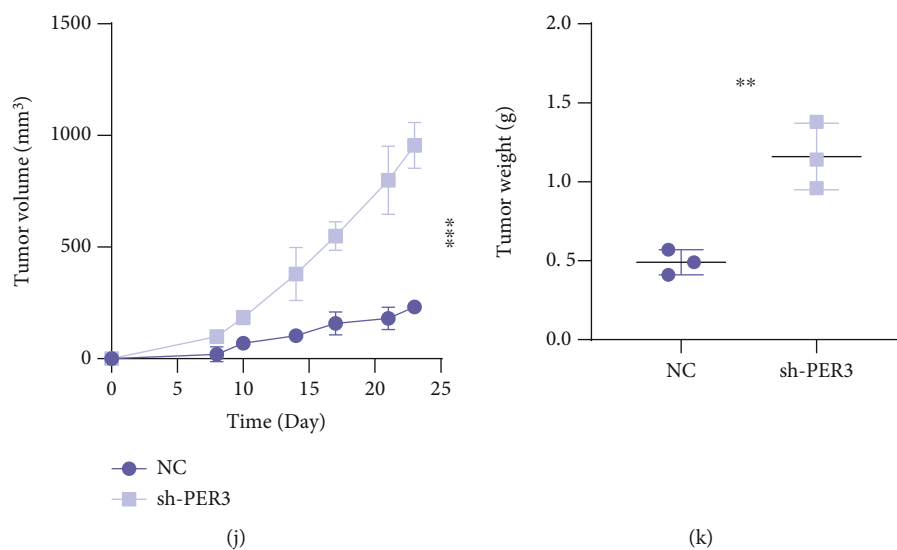 1500
1000
500
0
Tumor volume (mm³)
0 5 10 15 20 25
Time (Day)
***
NC
sh-PER3
(j)
2.0
1.5
1.0
0.5
0.0
Tumor weight (g)
**
NC sh-PER3
(k)